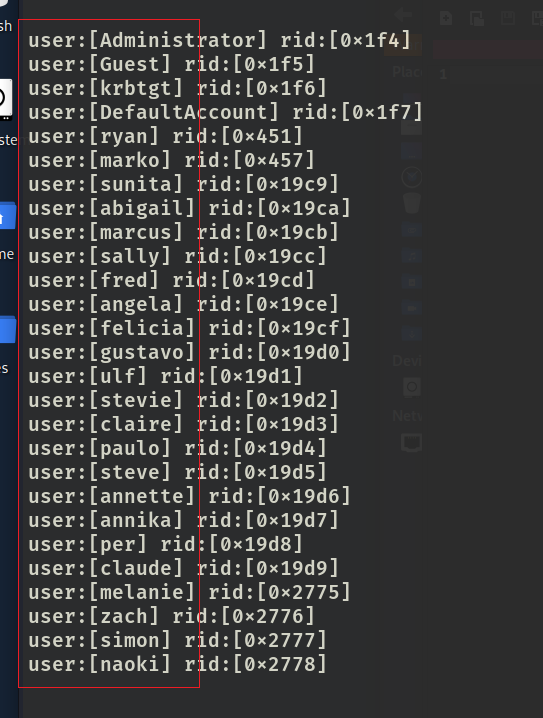 sh
user:[Administrator] rid:[0×1f4]
user:[Guest] rid:[0×1f5]
user:[krbtgt] rid:[0×1f6]
user:[DefaultAccount] rid:[0×1f7]
user:[ryan] rid:[0×451]
user:[marko] rid:[0×457]
user:[sunita] rid:[0×19c9]
user:[abigail] rid:[0×19ca]
user:[marcus] rid:[0×19cb]
user:[sally] rid:[0×19cc]
user:[fred] rid:[0×19cd]
user:[angela] rid:[0×19ce]
user:[felicia] rid:[0×19cf]
user:[gustavo] rid:[0×19d0]
user:[ulf] rid:[0×19d1]
user:[stevie] rid:[0×19d2]
user:[claire] rid:[0×19d3]
user:[paulo] rid:[0×19d4]
user:[steve] rid:[0×19d5]
user:[annette] rid:[0×19d6]
user:[annika] rid:[0×19d7]
user:[per] rid:[0×19d8]
user:[claude] rid:[0×19d9]
user:[melanie] rid:[0×2775]
user:[zach] rid:[0×2776]
user:[simon] rid:[0×2777]
user:[naoki] rid:[0×2778]
ste
me
s
Plac
1
Devi
Netv